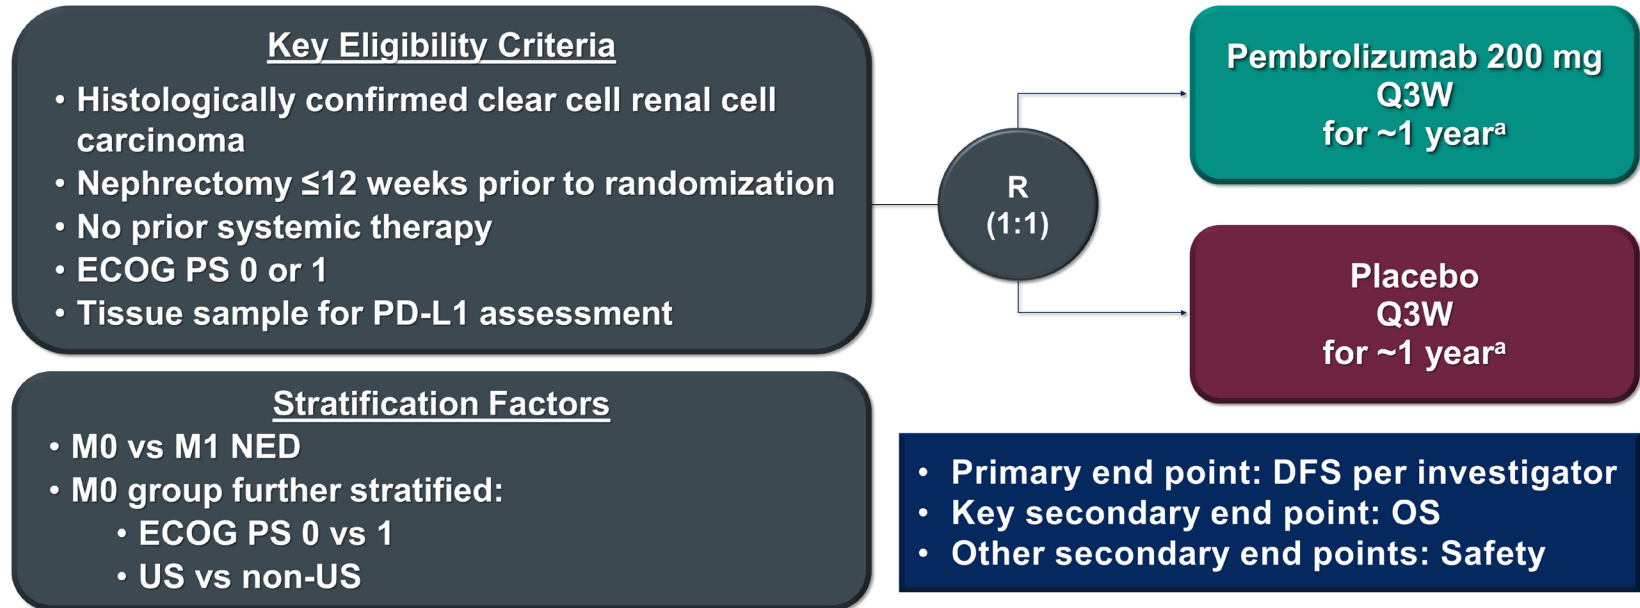 Key Eligibility Criteria
• Histologically confirmed clear cell renal cell
carcinoma
• Nephrectomy ≤12 weeks prior to randomization
• No prior systemic therapy
• ECOG PS 0 or 1
• Tissue sample for PD-L1 assessment
Stratification Factors
• M0 vs M1 NED
• M0 group further stratified:
• ECOG PS 0 vs 1
• US vs non-US
R
(1:1)
Pembrolizumab 200 mg
Q3W
for ~1 yearᵃ
Placebo
Q3W
for ~1 yearᵃ
• Primary end point: DFS per investigator
• Key secondary end point: OS
• Other secondary end points: Safety